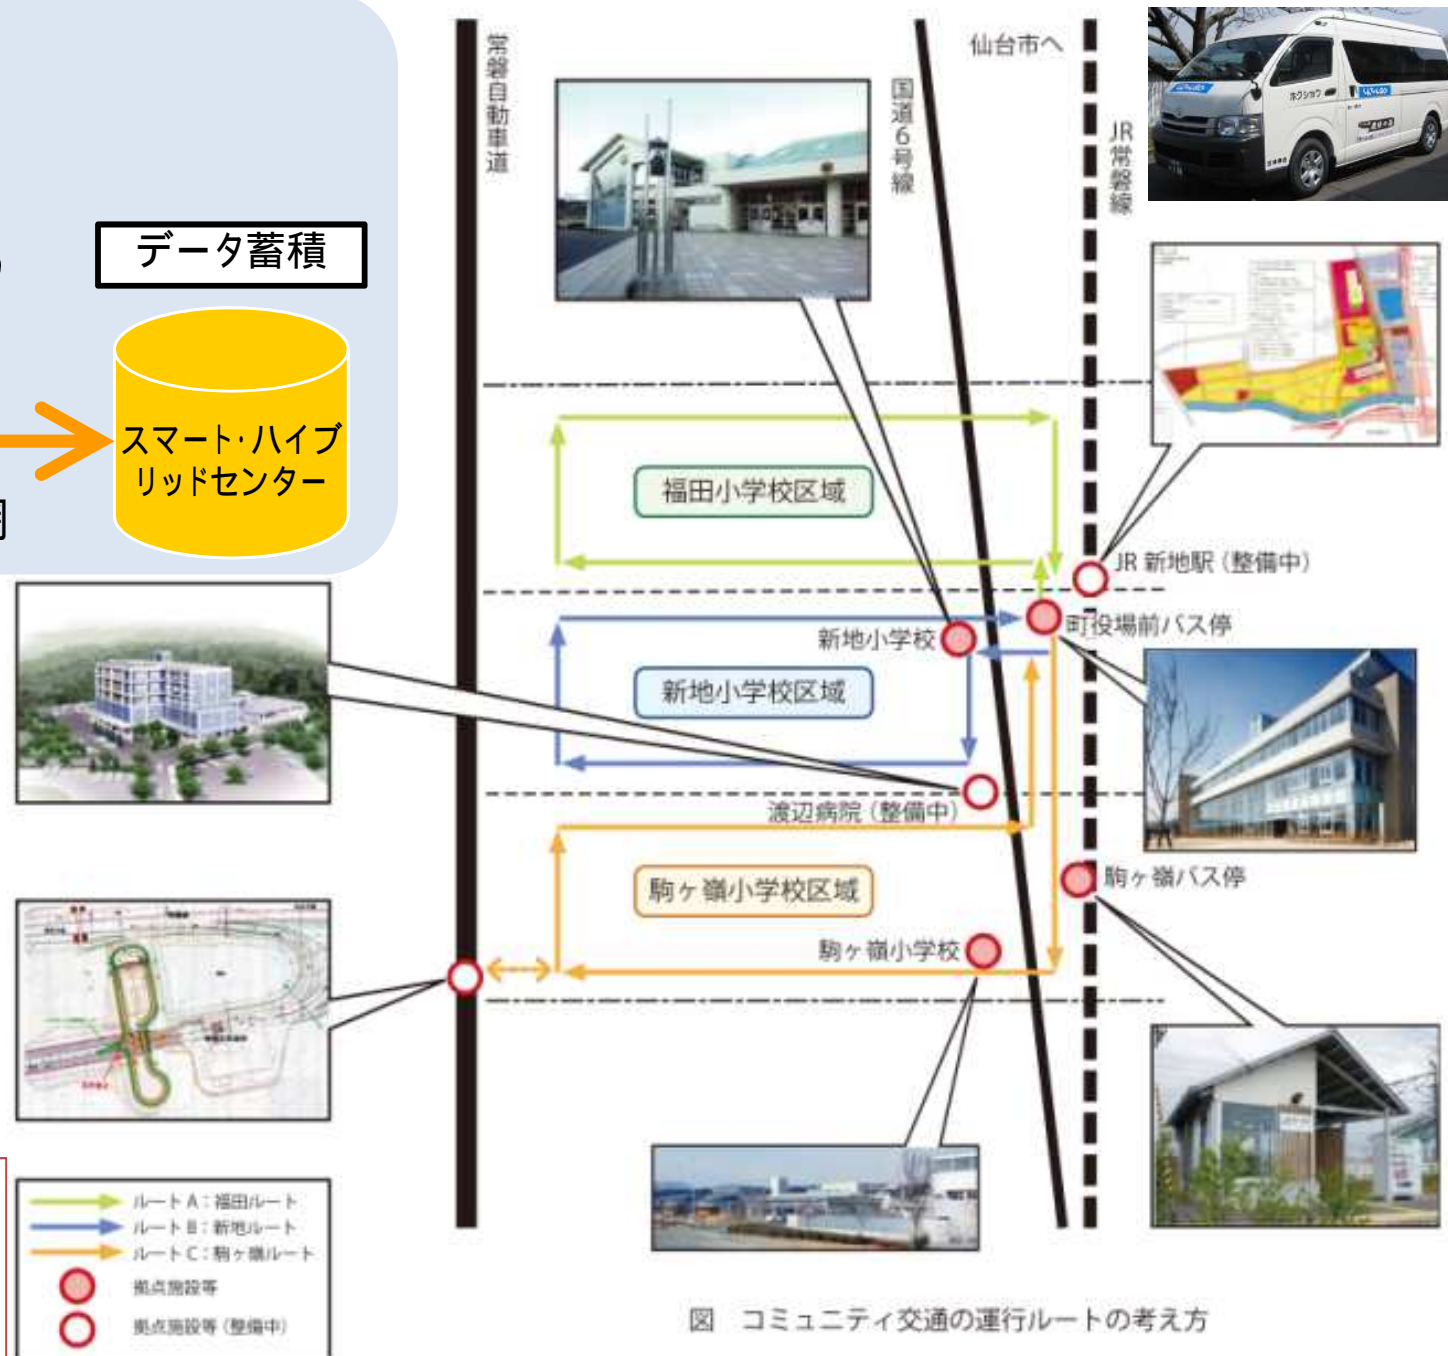 データ蓄積
スマート・ハイブ
リッドセンター
常磐自動車道
国道6号線
仙台市へ
JR常磐線
ホクショウ
福田小学校区域
JR 新地駅（整備中）
新地小学校
町役場前バス停
新地小学校区域
渡辺病院（整備中）
駒ヶ嶺小学校区域
駒ヶ嶺バス停
駒ヶ嶺小学校
ルートA：福田ルート
ルートB：新地ルート
ルートC：駒ヶ嶺ルート
拠点施設等
拠点施設等（整備中）
図　コミュニティ交通の運行ルートの考え方